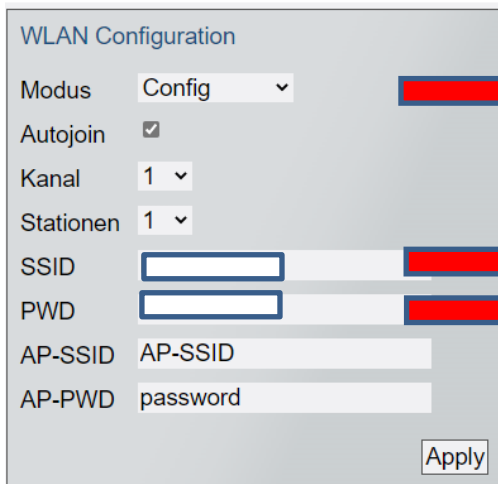 WLAN Configuration
Modus Config
Autojoin
Kanal 1
Stationen 1
SSID
PWD
AP-SSID AP-SSID
AP-PWD password
Apply